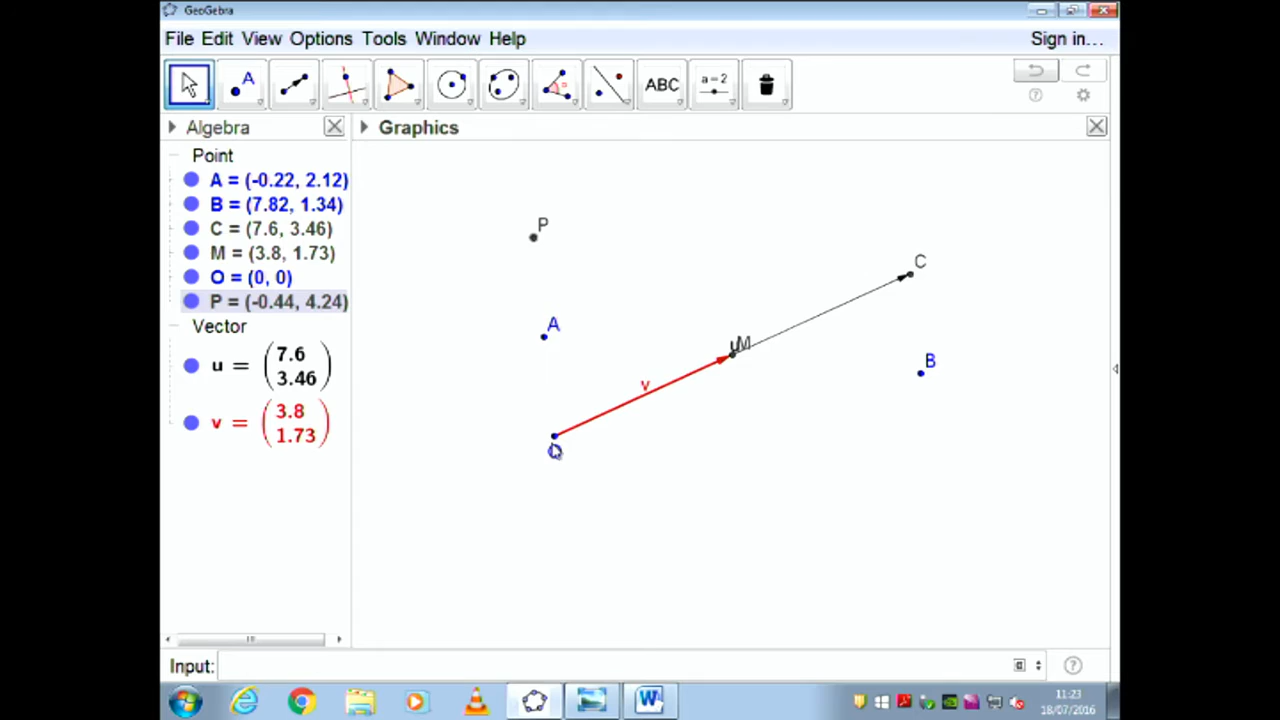 GeoGebra
File Edit View Options Tools Window Help Sign in...
A ABC a=2
Algebra Graphics
Point
A = (-0.22, 2.12)
B = (7.82, 1.34)
C = (7.6, 3.46)
M = (3.8, 1.73)
O = (0, 0)
P = (-0.44, 4.24)
Vector
u = (7.6
3.46)
v = (3.8
1.73)
P
C
A
uM
B
v
O
Input:
11:23
18/07/2016